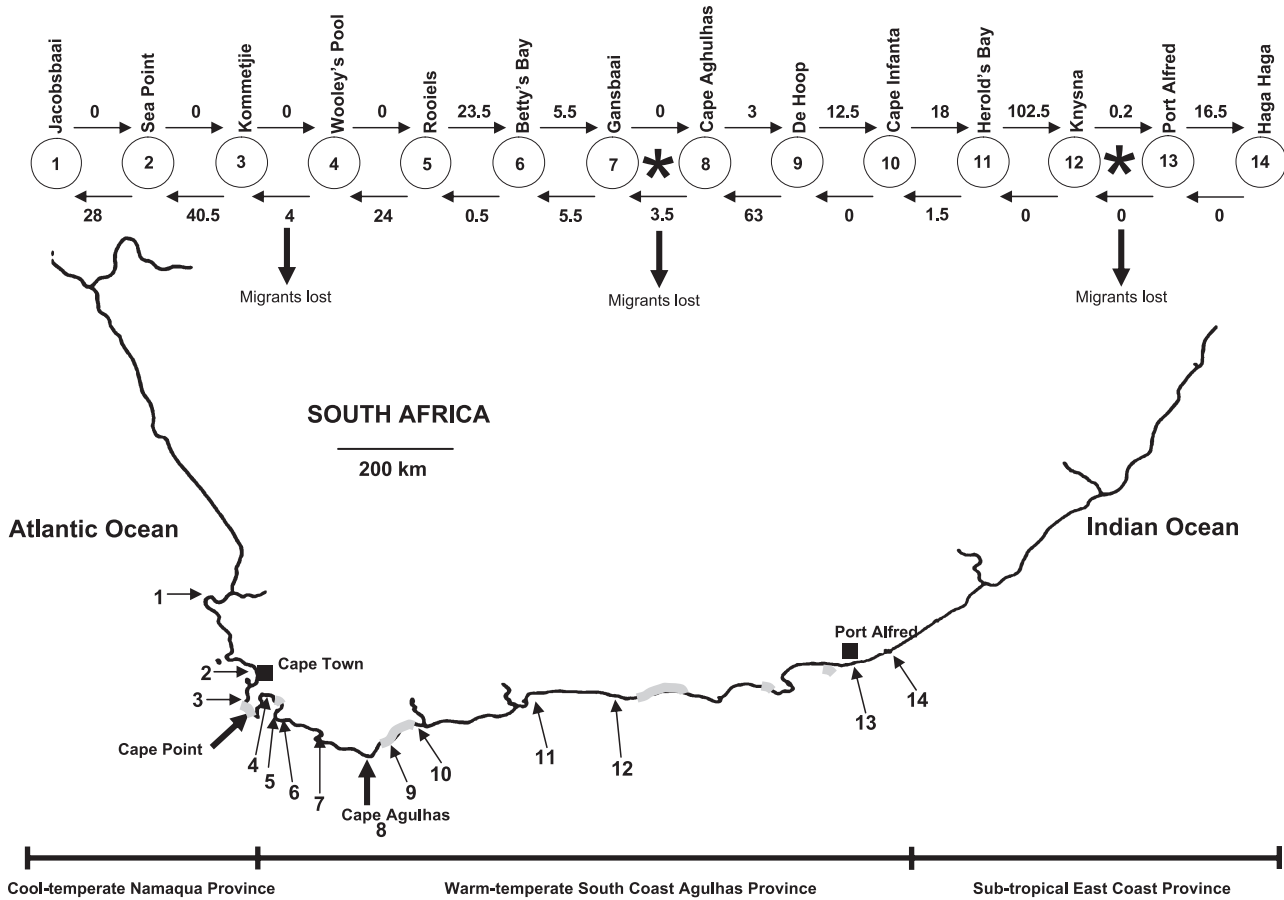 Jacobsbaai
Sea Point
Kommetjie
Wooley's Pool
Rooiels
Betty's Bay
Gansbaai
Cape Aghulhas
De Hoop
Cape Infanta
Herold's Bay
Knysna
Port Alfred
Haga Haga
0 0 0 0 23.5 5.5 0 3 12.5 18 102.5 0.2 16.5
1 2 3 4 5 6 7 * 8 9 10 11 12 * 13 14
28 40.5 4 24 0.5 5.5 3.5 63 0 1.5 0 0 0
Migrants lost
Migrants lost
Migrants lost
SOUTH AFRICA
200 km
Atlantic Ocean
Indian Ocean
1
Port Alfred
2
Cape Town
3
14
13
Cape Point
4
5
6
7
9
10
11
12
Cape Agulhas
8
Cool-temperate Namaqua Province
Warm-temperate South Coast Agulhas Province
Sub-tropical East Coast Province